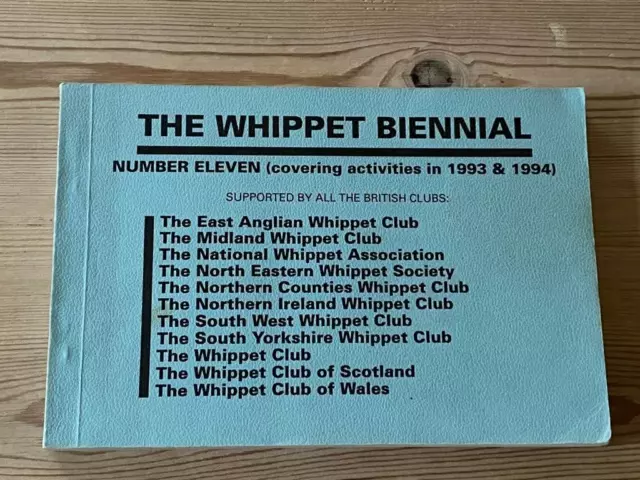 THE WHIPPET BIENNIAL
NUMBER ELEVEN (covering activities in 1993 & 1994)
SUPPORTED BY ALL THE BRITISH CLUBS:
The East Anglian Whippet Club
The Midland Whippet Club
The National Whippet Association
The North Eastern Whippet Society
The Northern Counties Whippet Club
The Northern Ireland Whippet Club
The South West Whippet Club
The South Yorkshire Whippet Club
The Whippet Club
The Whippet Club of Scotland
The Whippet Club of Wales